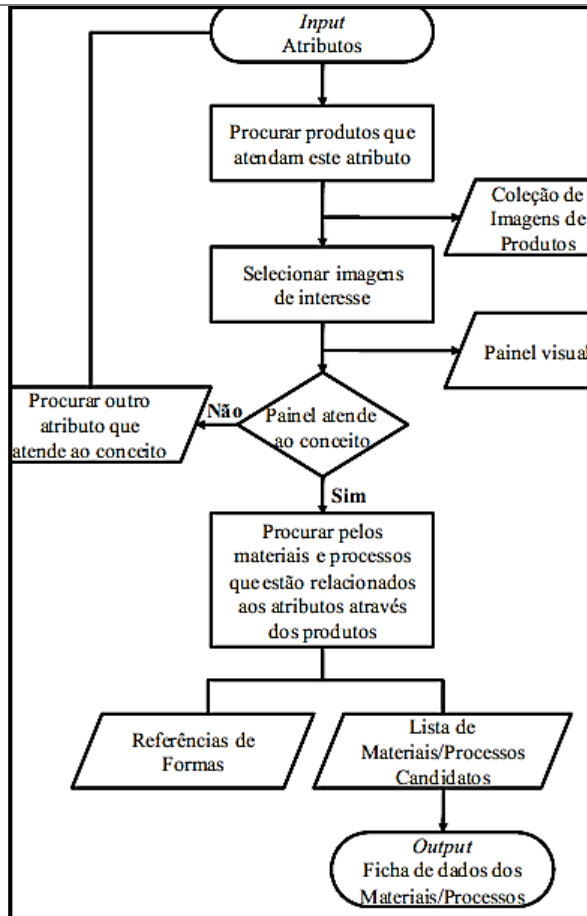 Input
Atributos
Procurar produtos que
atendam este atributo
Coleção de
Imagens de
Produtos
Selecionar imagens
de interesse
Painel visual
Procurar outro
atributo que
atende ao conceito
Não
Painel atende
ao conceito
Sim
Procurar pelos
materiais e processos
que estão relacionados
aos atributos através
dos produtos
Referências de
Formas
Lista de
Materiais/Processos
Candidatos
Output
Ficha de dados dos
Materiais/Processos